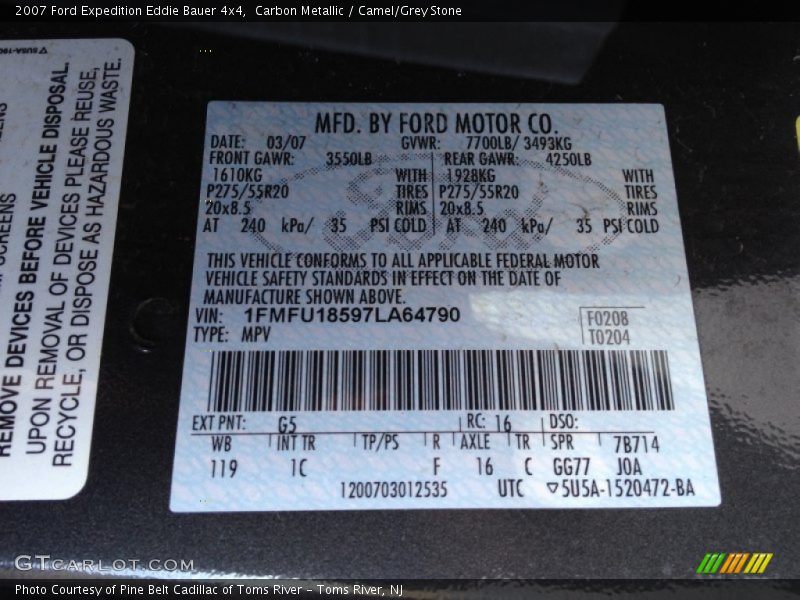 2007 Ford Expedition Eddie Bauer 4x4,  Carbon Metallic / Camel/Grey Stone
REMOVE DEVICES BEFORE VEHICLE DISPOSAL.
UPON REMOVAL OF DEVICES PLEASE REUSE,
RECYCLE, OR DISPOSE AS HAZARDOUS WASTE.
MFD. BY FORD MOTOR CO.
DATE: 03/07 GVWR: 7700LB/ 3493KG
FRONT GAWR: 3550LB REAR GAWR: 4250LB
1610KG WITH 1928KG WITH
P275/55R20 TIRES P275/55R20 TIRES
20x8.5 RIMS 20x8.5 RIMS
AT 240 kPa/ 35 PSI COLD AT 240 kPa/ 35 PSI COLD
THIS VEHICLE CONFORMS TO ALL APPLICABLE FEDERAL MOTOR
VEHICLE SAFETY STANDARDS IN EFFECT ON THE DATE OF
MANUFACTURE SHOWN ABOVE.
VIN: 1FMFU18597LA64790 F0208
TYPE: MPV T0204
EXT PNT: G5 RC: 16 DSO:
WB INT TR TP/PS R AXLE TR SPR 7B714
119 1C F 16 C GG77 J0A
1200703012535 UTC ▽5U5A-1520472-BA
GTCARLOT.COM
Photo Courtesy of Pine Belt Cadillac of Toms River – Toms River, NJ